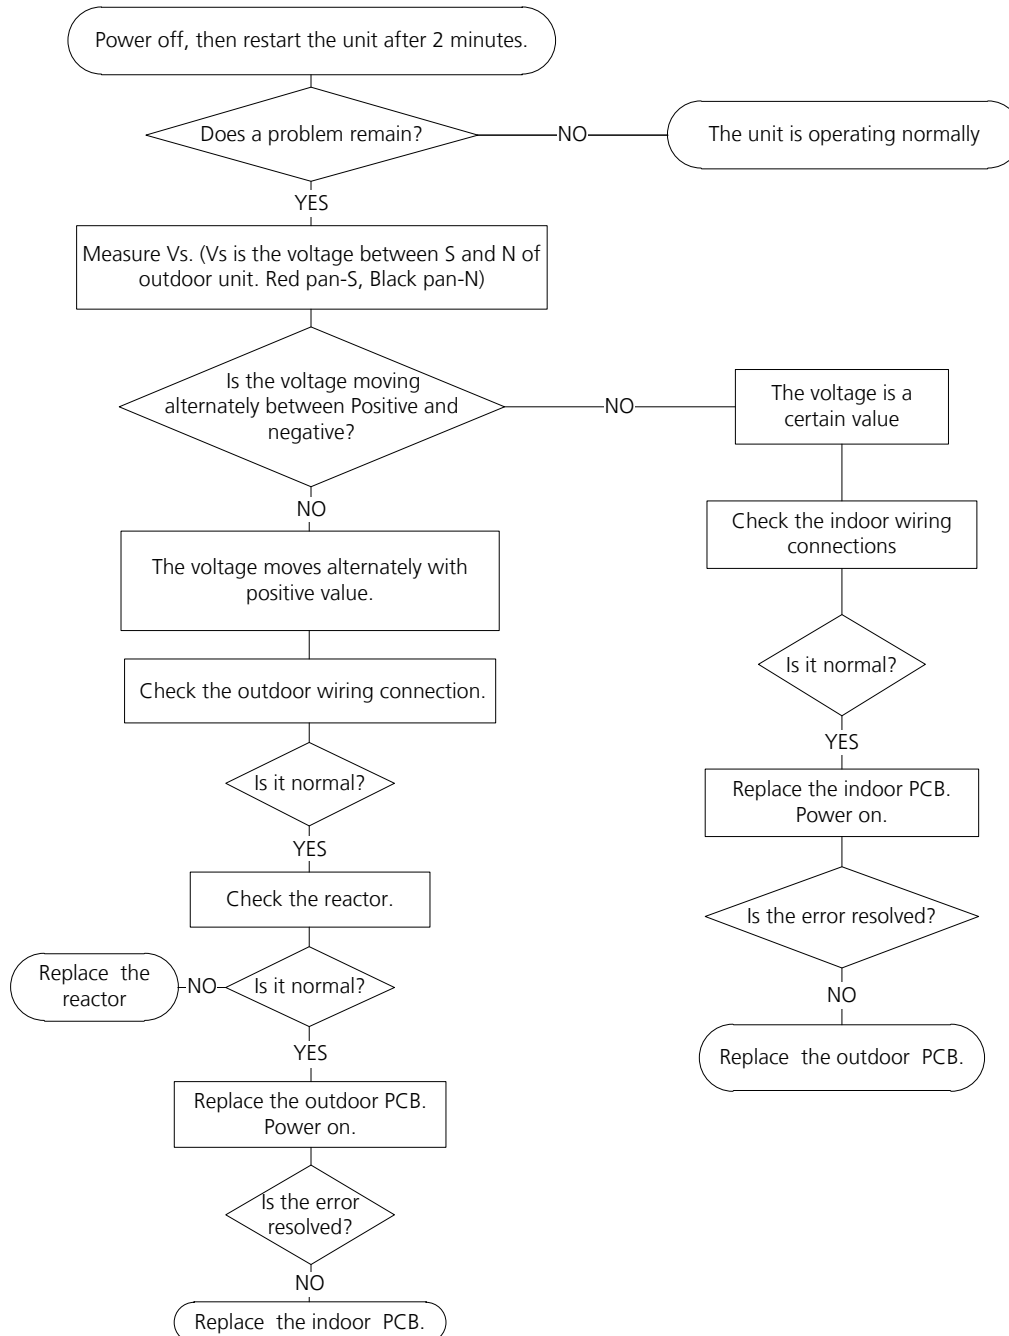 Power off, then restart the unit after 2 minutes.
Does a problem remain?
NO
The unit is operating normally
YES
Measure Vs. (Vs is the voltage between S and N of
outdoor unit. Red pan-S, Black pan-N)
Is the voltage moving
alternately between Positive and
negative?
NO
The voltage is a
certain value
NO
The voltage moves alternately with
positive value.
Check the outdoor wiring connection.
Is it normal?
YES
Check the reactor.
Is it normal?
NO
Replace the
reactor
YES
Replace the outdoor PCB.
Power on.
Is the error
resolved?
NO
Replace the indoor PCB.
Check the indoor wiring
connections
Is it normal?
YES
Replace the indoor PCB.
Power on.
Is the error resolved?
NO
Replace the outdoor PCB.